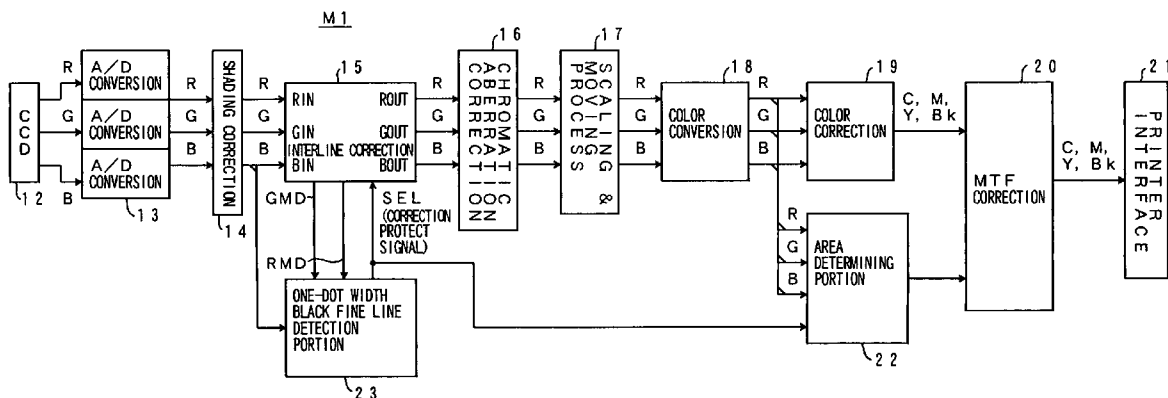 M1
CCD
12
R
G
B
A/D CONVERSION
A/D CONVERSION
A/D CONVERSION
13
R
G
B
SHADING CORRECTION
14
R
G
B
15
RIN ROUT
GIN GOUT
INTERLINE CORRECTION
BIN BOUT
GMD
RMD
SEL
(CORRECTION
PROTECT
SIGNAL)
ONE-DOT WIDTH
BLACK FINE LINE
DETECTION
PORTION
23
R
G
B
16
CHROMATIC
ABERRATION
CORRECTION
R
G
B
17
SCALING &
MOVING
PROCESS
R
G
B
18
COLOR
CONVERSION
R
G
B
19
COLOR
CORRECTION
C, M,
Y, Bk
R
G
B
AREA
DETERMINING
PORTION
22
20
MTF
CORRECTION
C, M,
Y, Bk
21
PRINTER
INTERFACE